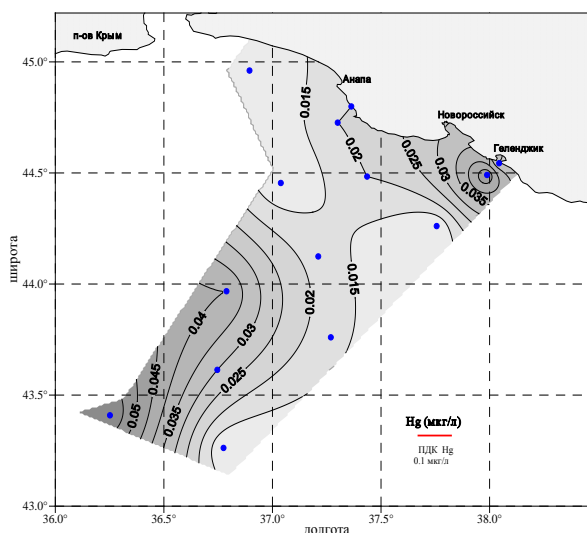 45.0°
п-ов Крым
Анапа
Новороссийск
Геленджик
0.015
0.02
0.025
0.03
0.035
44.5°
широта
44.0°
0.015
0.02
0.04
0.03
0.025
0.045
0.035
0.05
43.5°
Hg (мкг/л)
ПДК Hg
0.1 мкг/л
43.0°
36.0°
36.5°
37.0°
37.5°
38.0°
долгота